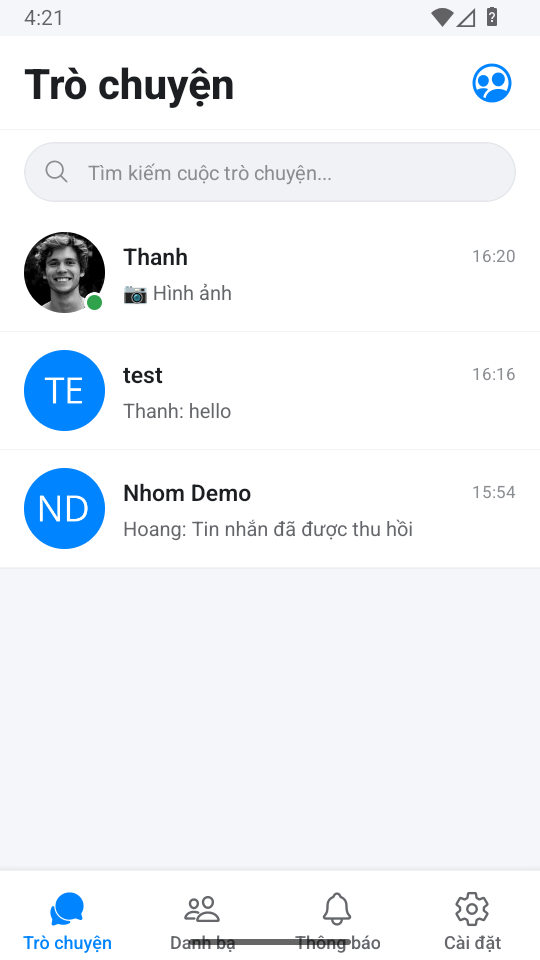 4:21
Trò chuyện
Tìm kiếm cuộc trò chuyện...
Thanh 16:20
📷 Hình ảnh
TE test 16:16
Thanh: hello
ND Nhom Demo 15:54
Hoang: Tin nhắn đã được thu hồi
Trò chuyện Danh bạ Thông báo Cài đặt